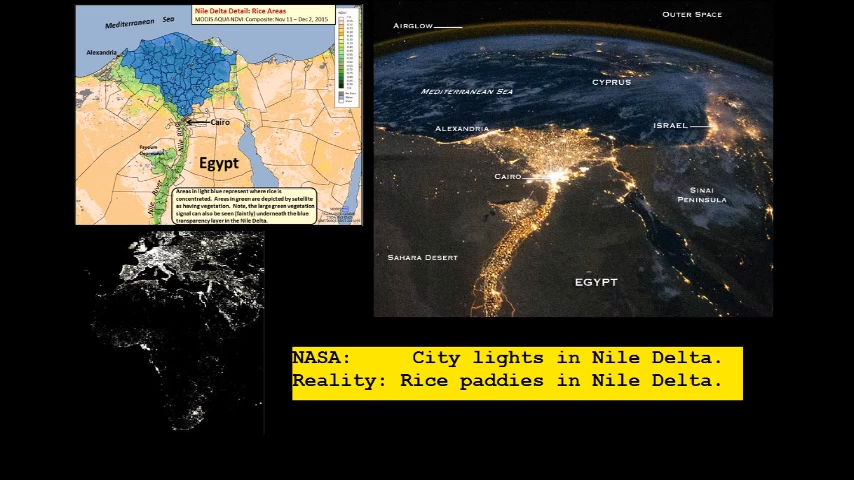 Nile Delta Detail: Rice Areas
MODIS AQUA NDVI Composite: Nov 11 – Dec 2, 2015
Mediterranean Sea
Alexandria
Cairo
Nile River
Fayoum
Depression
Egypt
Areas in light blue represent where rice is
concentrated. Areas in green are depicted by satellite
as having vegetation. Note, the large green vegetation
signal can also be seen (faintly) underneath the blue
transparency layer in the Nile Delta.
OUTER SPACE
AIRGLOW
CYPRUS
MEDITERRANEAN SEA
ISRAEL
ALEXANDRIA
CAIRO
SINAI
PENINSULA
SAHARA DESERT
EGYPT
NASA: City lights in Nile Delta.
Reality: Rice paddies in Nile Delta.